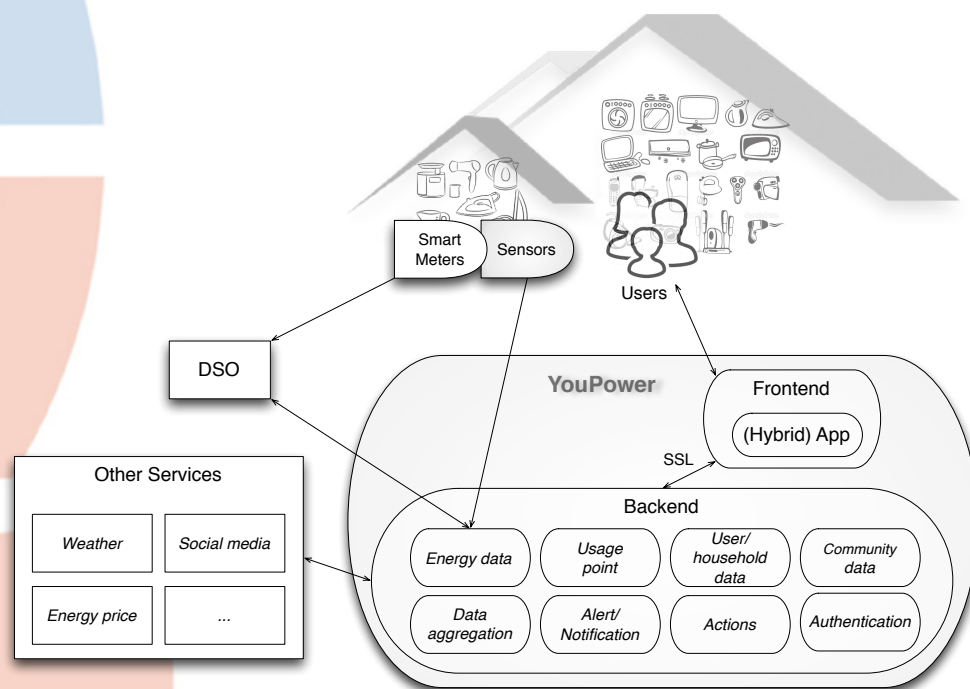 Smart
Meters
Sensors
Users
DSO
YouPower
Frontend
(Hybrid) App
SSL
Other Services
Weather
Social media
Energy price
...
Backend
Energy data
Usage
point
User/
household
data
Community
data
Data
aggregation
Alert/
Notification
Actions
Authentication